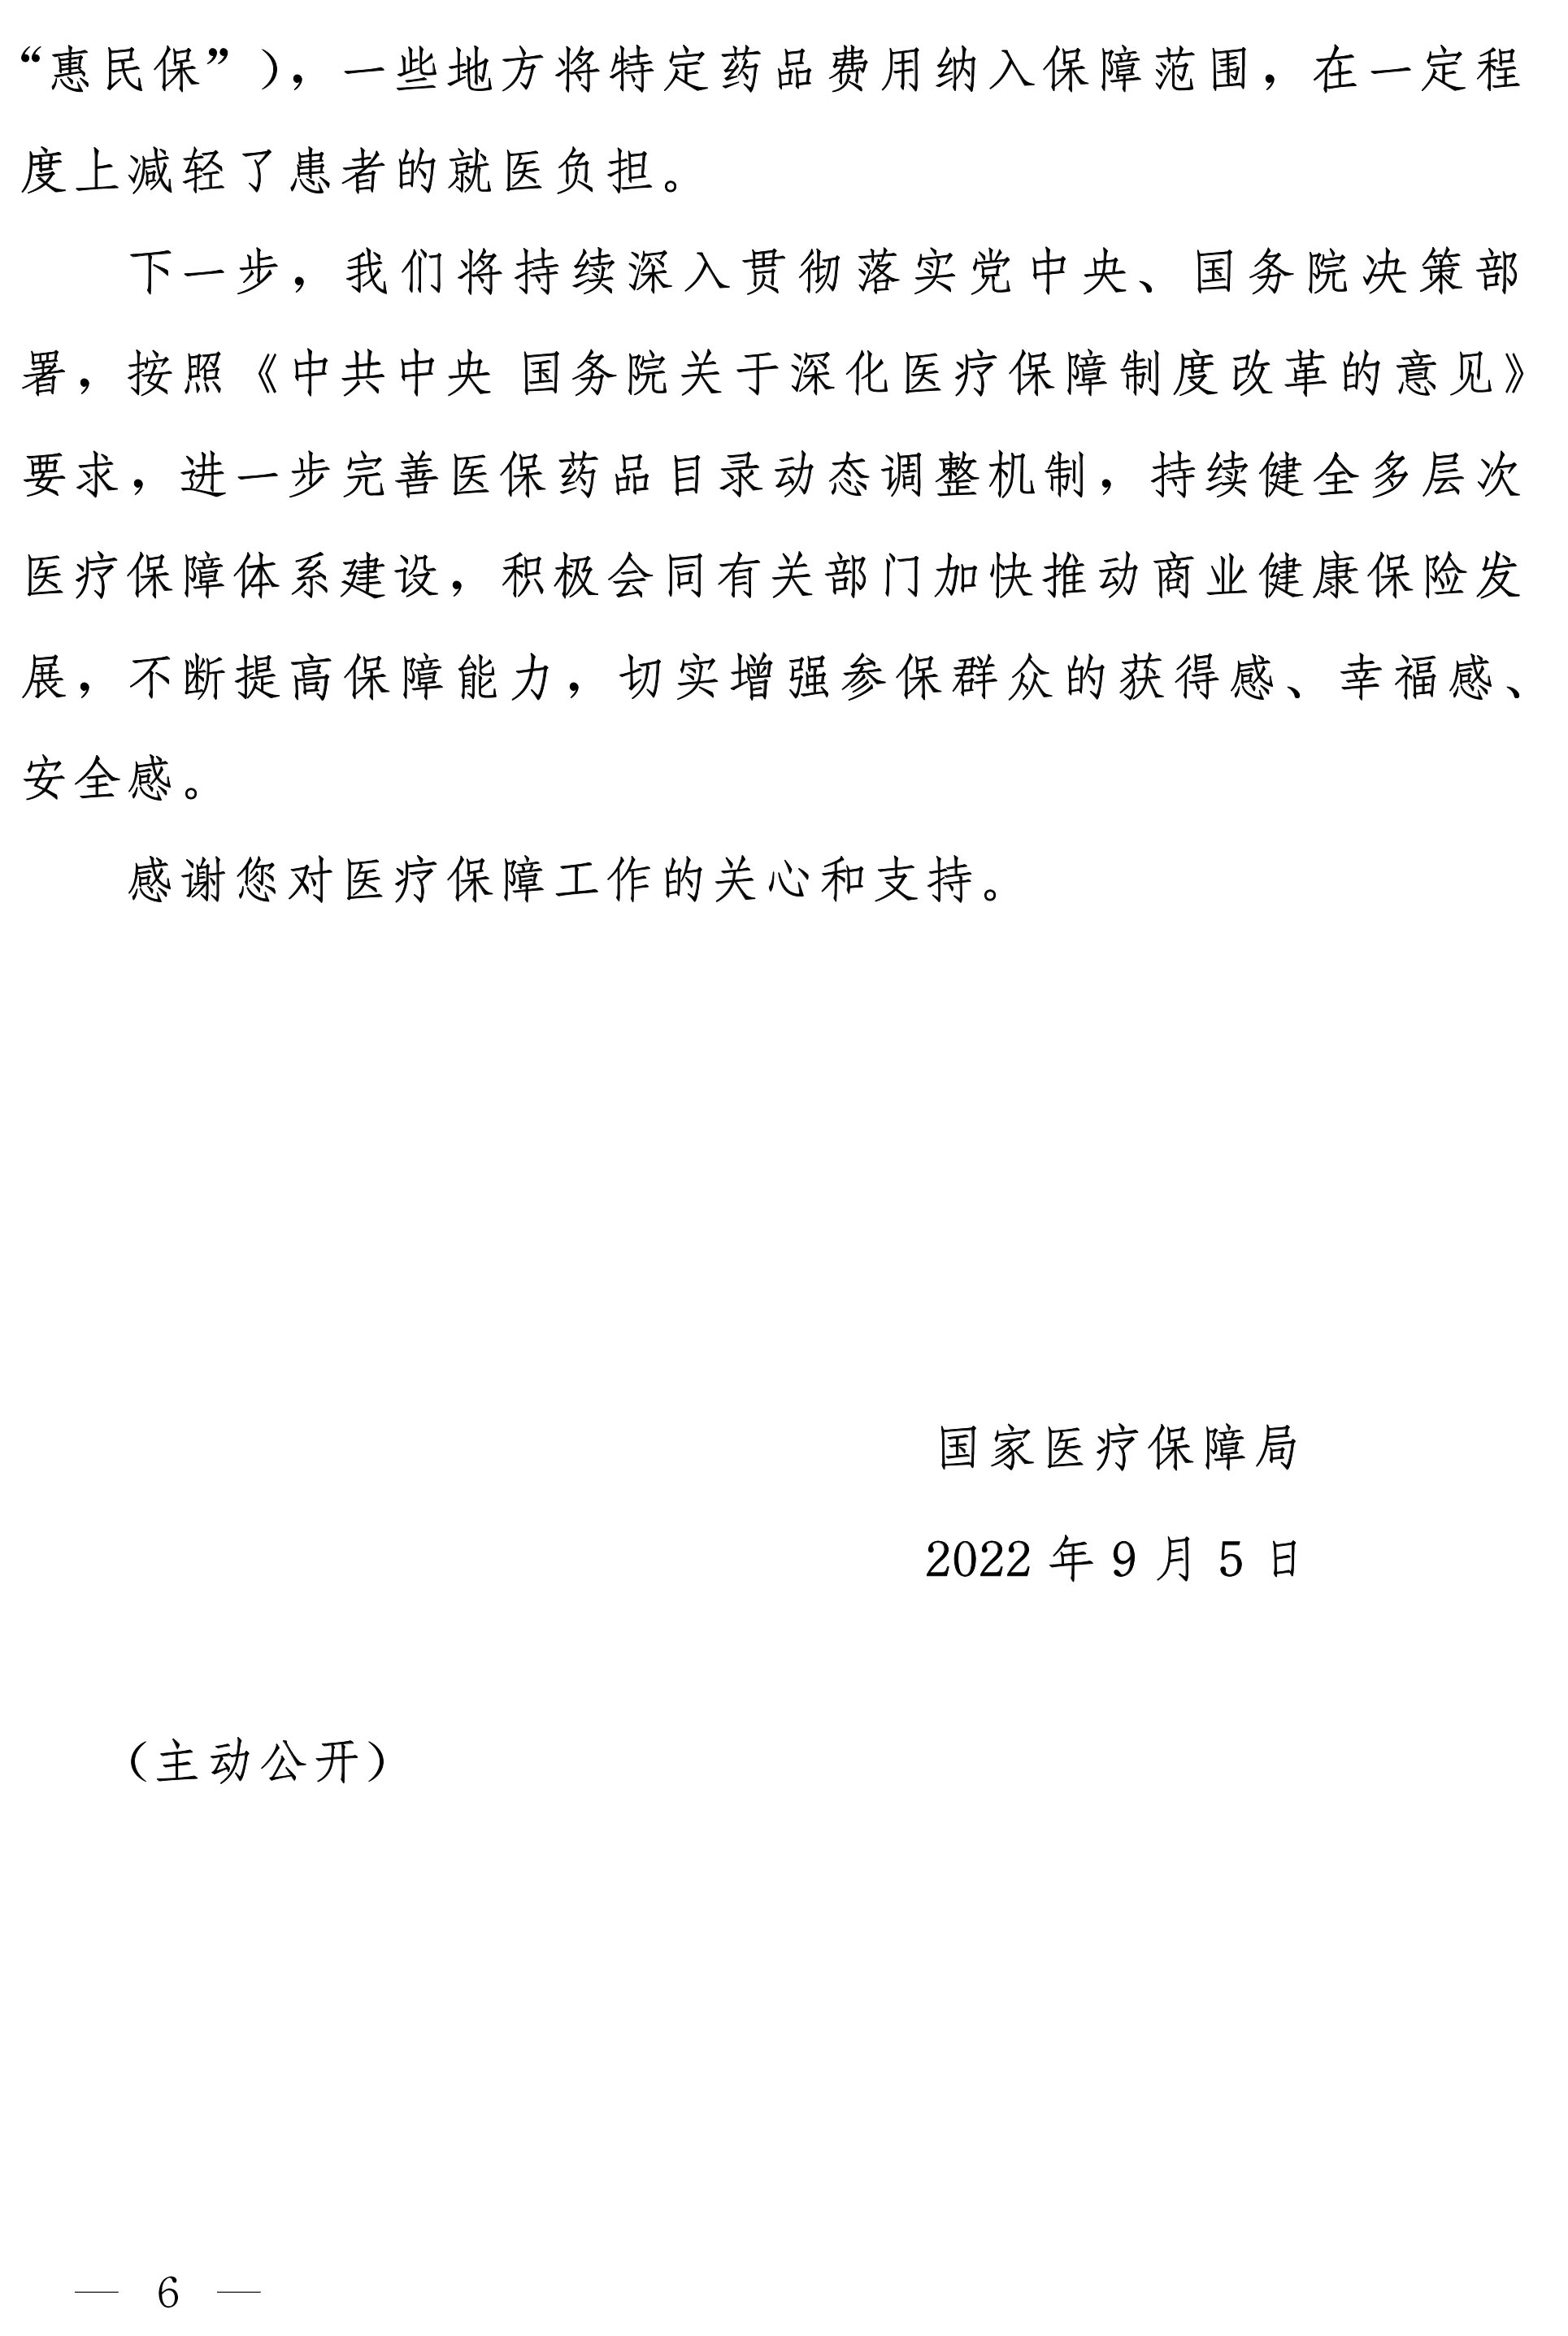 “惠民保”），一些地方将特定药品费用纳入保障范围，在一定程
度上减轻了患者的就医负担。
下一步，我们将持续深入贯彻落实党中央、国务院决策部
署，按照《中共中央 国务院关于深化医疗保障制度改革的意见》
要求，进一步完善医保药品目录动态调整机制，持续健全多层次
医疗保障体系建设，积极会同有关部门加快推动商业健康保险发
展，不断提高保障能力，切实增强参保群众的获得感、幸福感、
安全感。
感谢您对医疗保障工作的关心和支持。
国家医疗保障局
2022 年 9 月 5 日
（主动公开）
— 6 —